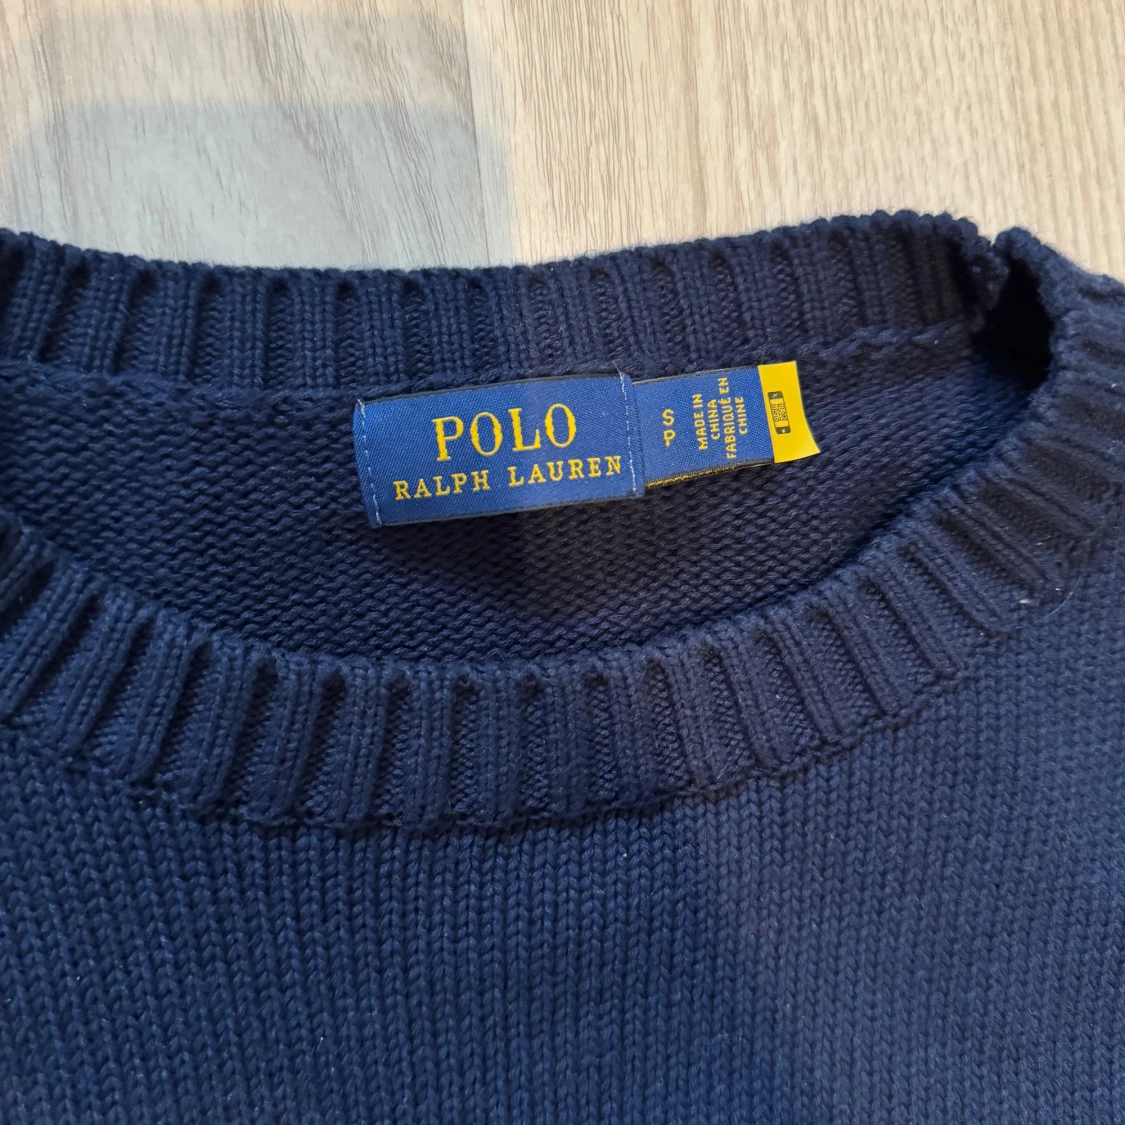 POLO
RALPH LAUREN
S
P
MADE IN
CHINA
FABRIQUÉ EN
CHINE